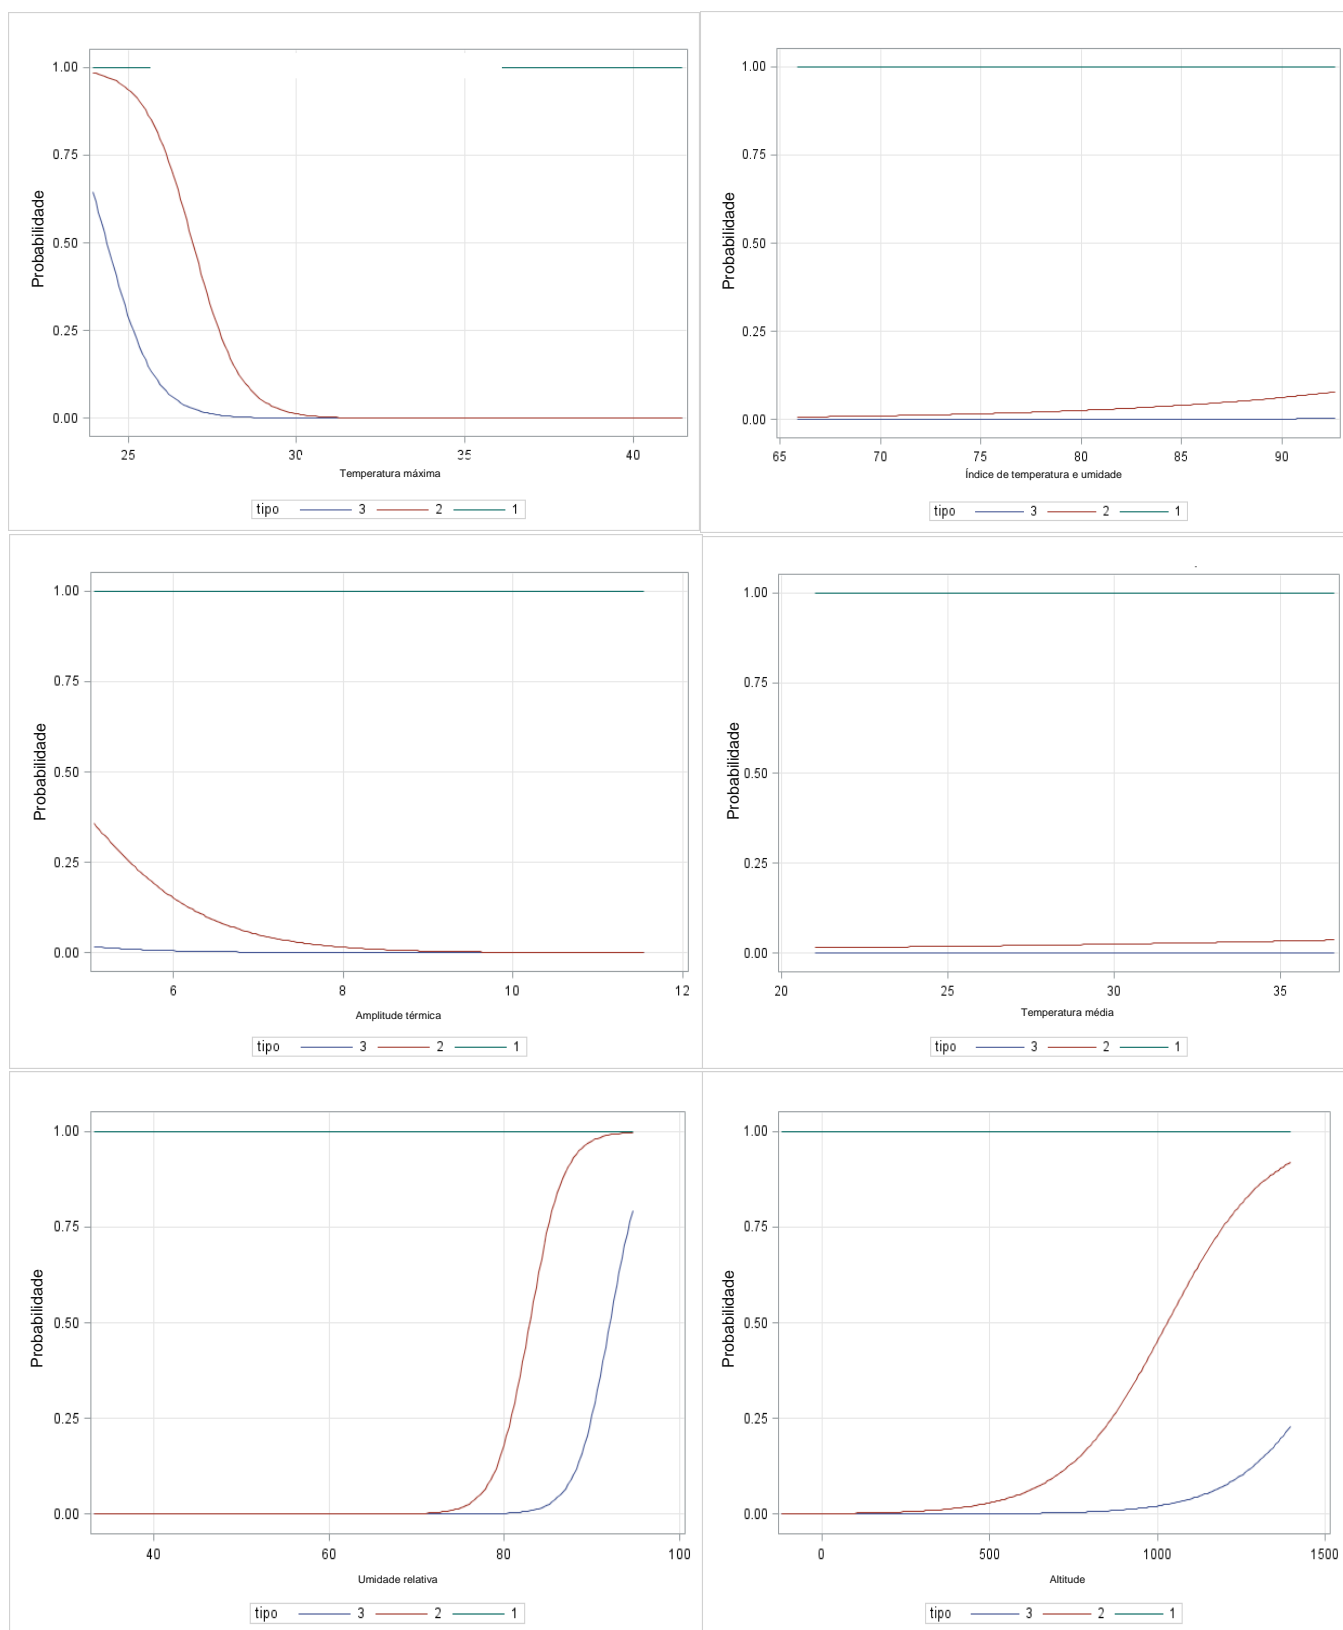 1.00
0.75
0.50
0.25
0.00
Probabilidade
25 30 35 40
Temperatura máxima
tipo 3 2 1
1.00
0.75
0.50
0.25
0.00
Probabilidade
65 70 75 80 85 90
Índice de temperatura e umidade
tipo 3 2 1
1.00
0.75
0.50
0.25
0.00
Probabilidade
6 8 10 12
Amplitude térmica
tipo 3 2 1
1.00
0.75
0.50
0.25
0.00
Probabilidade
20 25 30 35
Temperatura média
tipo 3 2 1
1.00
0.75
0.50
0.25
0.00
Probabilidade
40 60 80 100
Umidade relativa
tipo 3 2 1
1.00
0.75
0.50
0.25
0.00
Probabilidade
0 500 1000 1500
Altitude
tipo 3 2 1